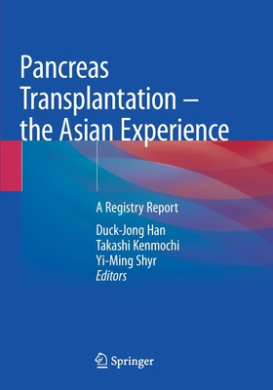 Pancreas
Transplantation –
the Asian Experience
A Registry Report
Duck-Jong Han
Takashi Kenmochi
Yi-Ming Shyr
Editors
Springer